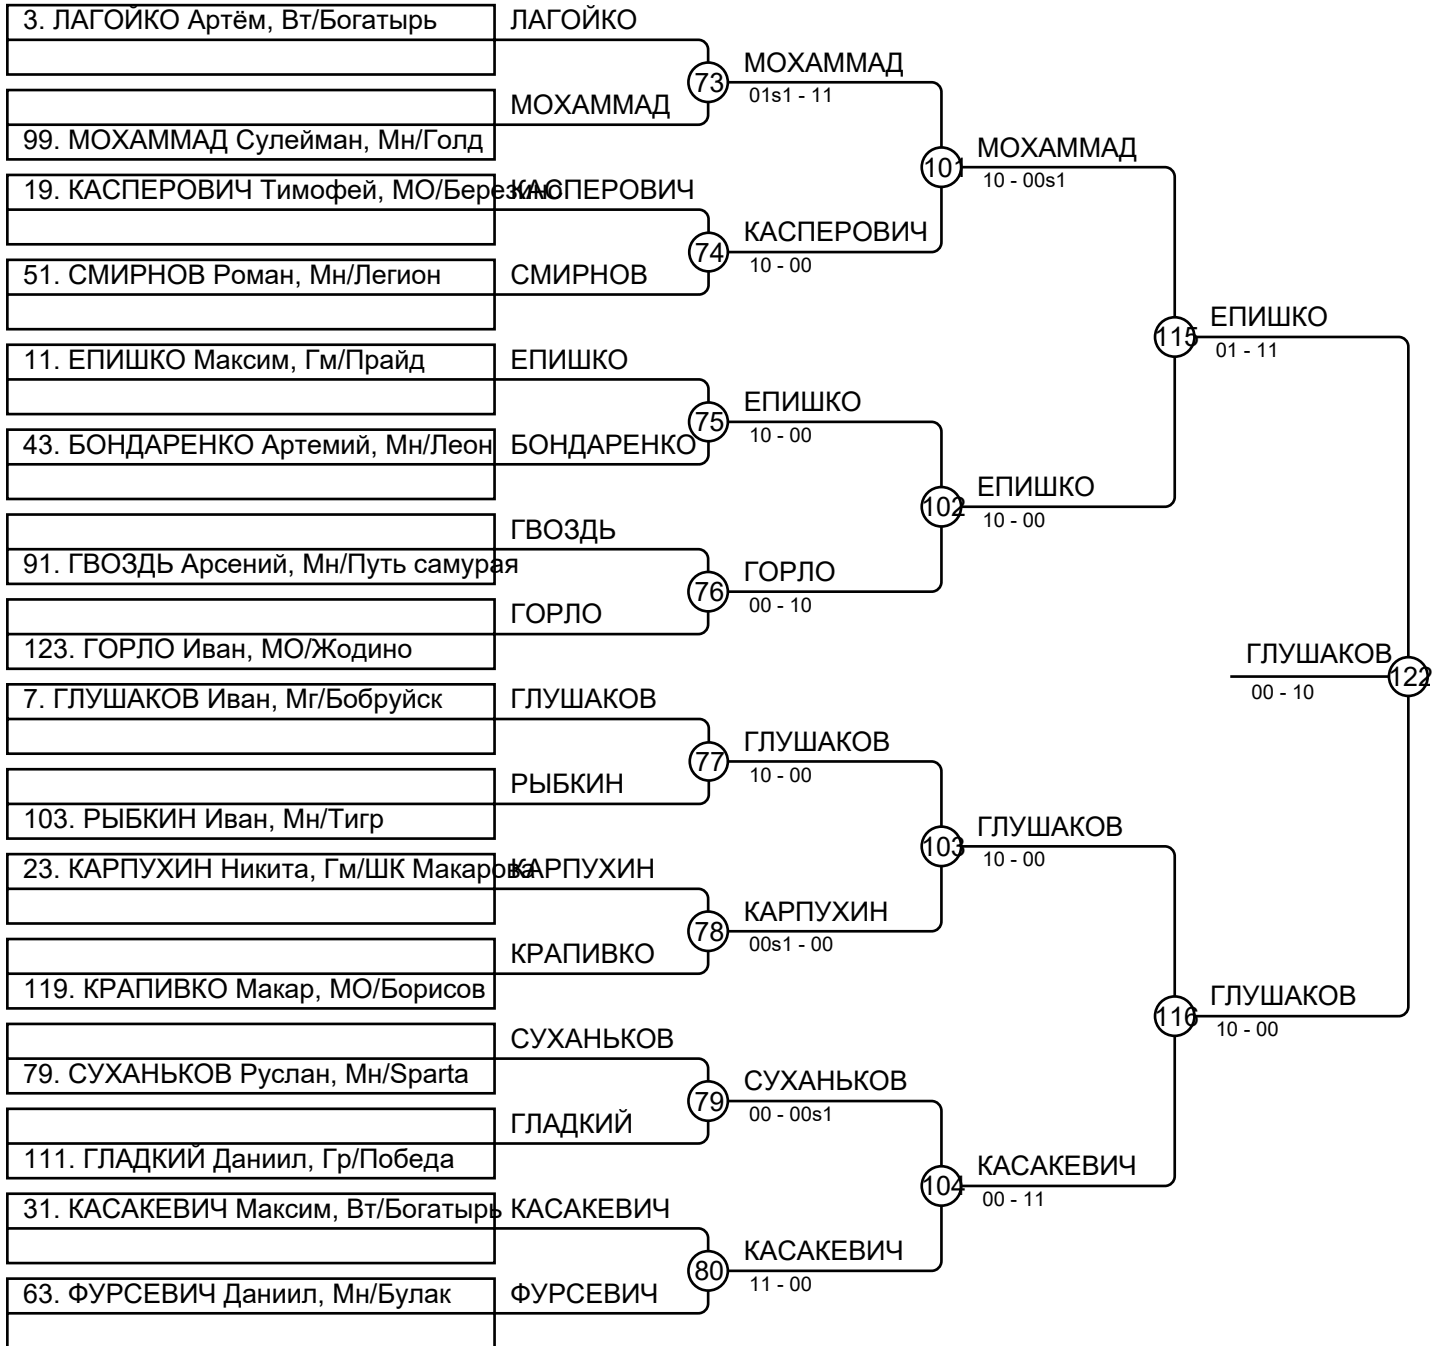 3. ЛАГОЙКО Артём, Вт/Богатырь
ЛАГОЙКО
73
МОХАММАД
01s1 - 11
МОХАММАД
99. МОХАММАД Сулейман, Мн/Голд
101
МОХАММАД
10 - 00s1
19. КАСПЕРОВИЧ Тимофей, МО/Березино
КАСПЕРОВИЧ
74
КАСПЕРОВИЧ
10 - 00
51. СМИРНОВ Роман, Мн/Легион
СМИРНОВ
115
ЕПИШКО
01 - 11
11. ЕПИШКО Максим, Гм/Прайд
ЕПИШКО
75
ЕПИШКО
10 - 00
43. БОНДАРЕНКО Артемий, Мн/Леон
БОНДАРЕНКО
102
ЕПИШКО
10 - 00
ГВОЗДЬ
91. ГВОЗДЬ Арсений, Мн/Путь самурая
76
ГОРЛО
00 - 10
ГОРЛО
123. ГОРЛО Иван, МО/Жодино
ГЛУШАКОВ
122
00 - 10
7. ГЛУШАКОВ Иван, Мг/Бобруйск
ГЛУШАКОВ
77
ГЛУШАКОВ
10 - 00
РЫБКИН
103. РЫБКИН Иван, Мн/Тигр
103
ГЛУШАКОВ
10 - 00
23. КАРПУХИН Никита, Гм/ШК Макарова
КАРПУХИН
78
КАРПУХИН
00s1 - 00
КРАПИВКО
119. КРАПИВКО Макар, МО/Борисов
116
ГЛУШАКОВ
10 - 00
СУХАНЬКОВ
79. СУХАНЬКОВ Руслан, Мн/Sparta
79
СУХАНЬКОВ
00 - 00s1
ГЛАДКИЙ
111. ГЛАДКИЙ Даниил, Гр/Победа
104
КАСАКЕВИЧ
00 - 11
31. КАСАКЕВИЧ Максим, Вт/Богатырь
КАСАКЕВИЧ
80
КАСАКЕВИЧ
11 - 00
63. ФУРСЕВИЧ Даниил, Мн/Булак
ФУРСЕВИЧ